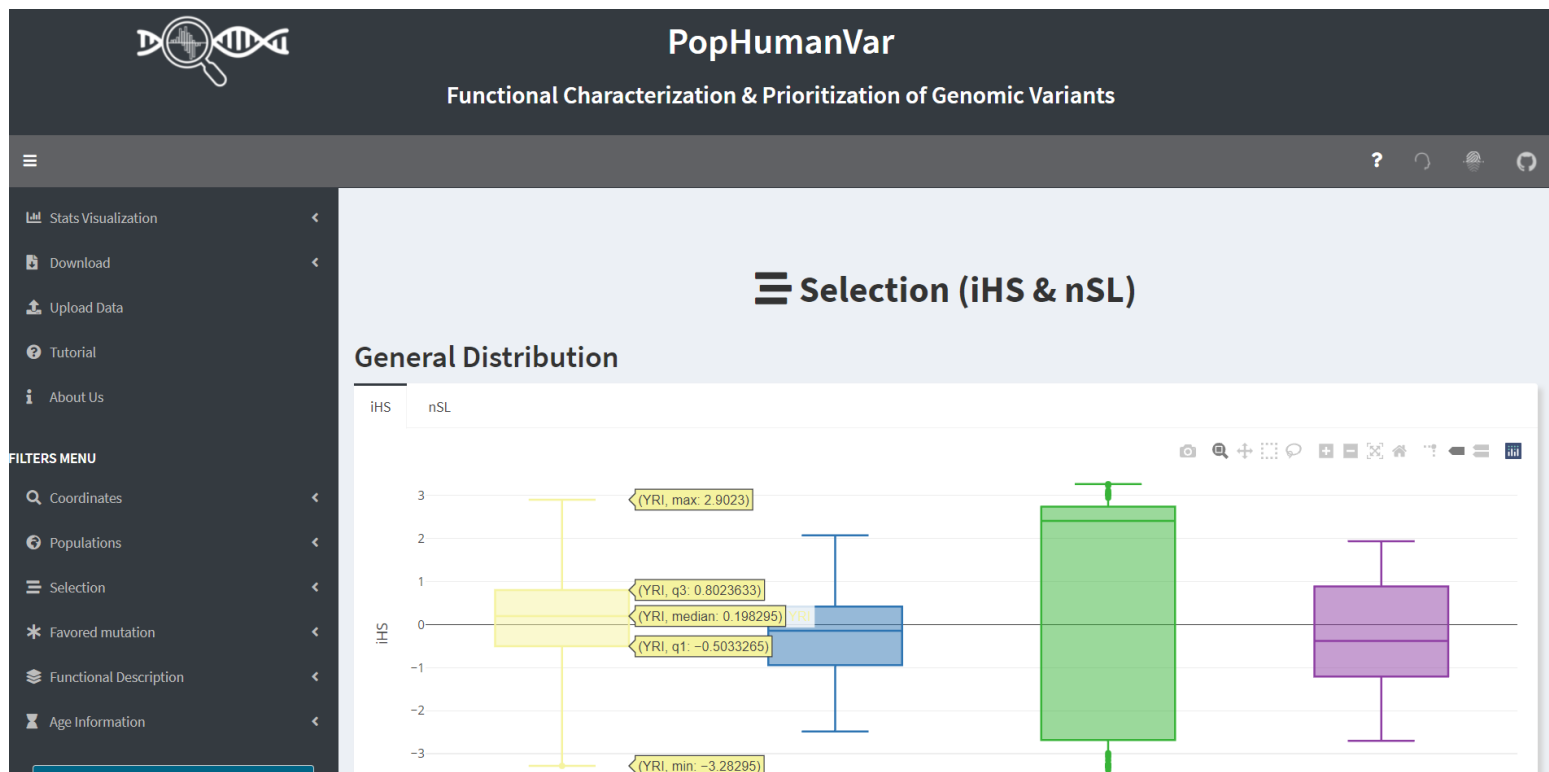 PopHumanVar
Functional Characterization & Prioritization of Genomic Variants
?
Stats Visualization
Download
Upload Data
Tutorial
About Us
FILTERS MENU
Coordinates
Populations
Selection
Favored mutation
Functional Description
Age Information
Selection (iHS & nSL)
General Distribution
iHS
nSL
iHS
3
2
1
0
−1
−2
−3
(YRI, max: 2.9023)
(YRI, q3: 0.8023633)
(YRI, median: 0.198295)
YRI
(YRI, q1: −0.5033265)
(YRI, min: −3.28295)